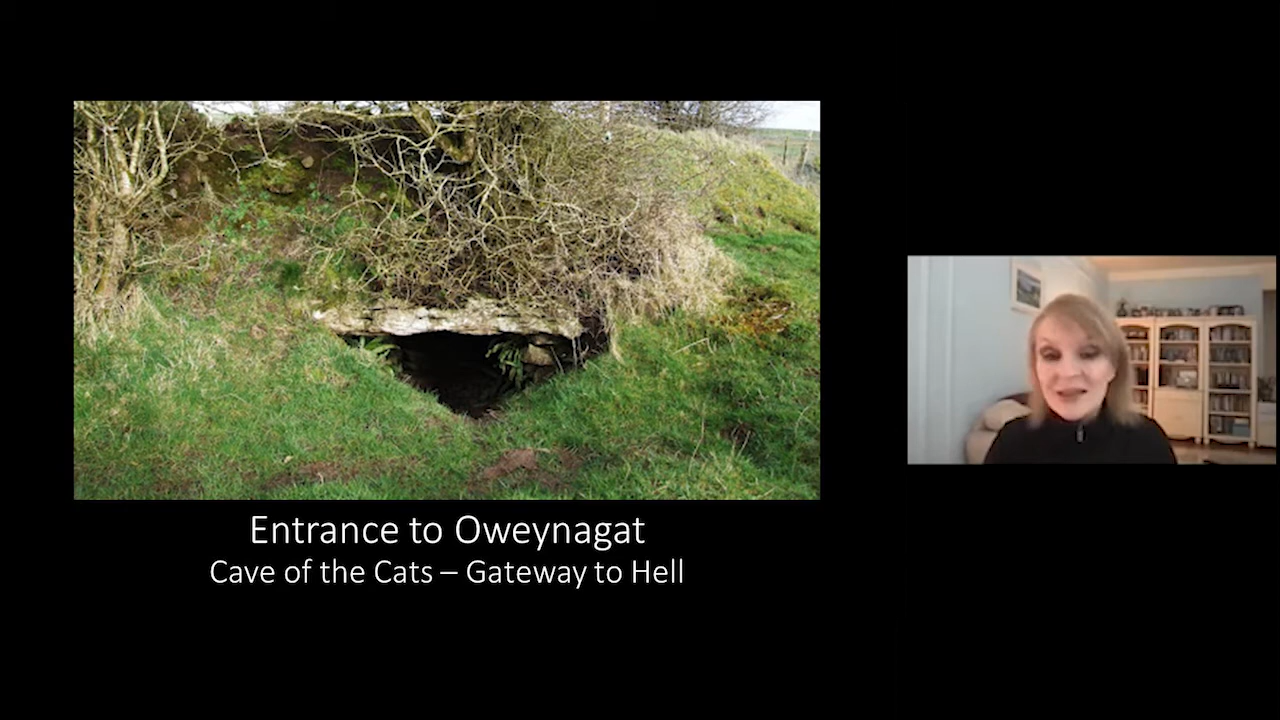 Entrance to Oweynagat
Cave of the Cats – Gateway to Hell